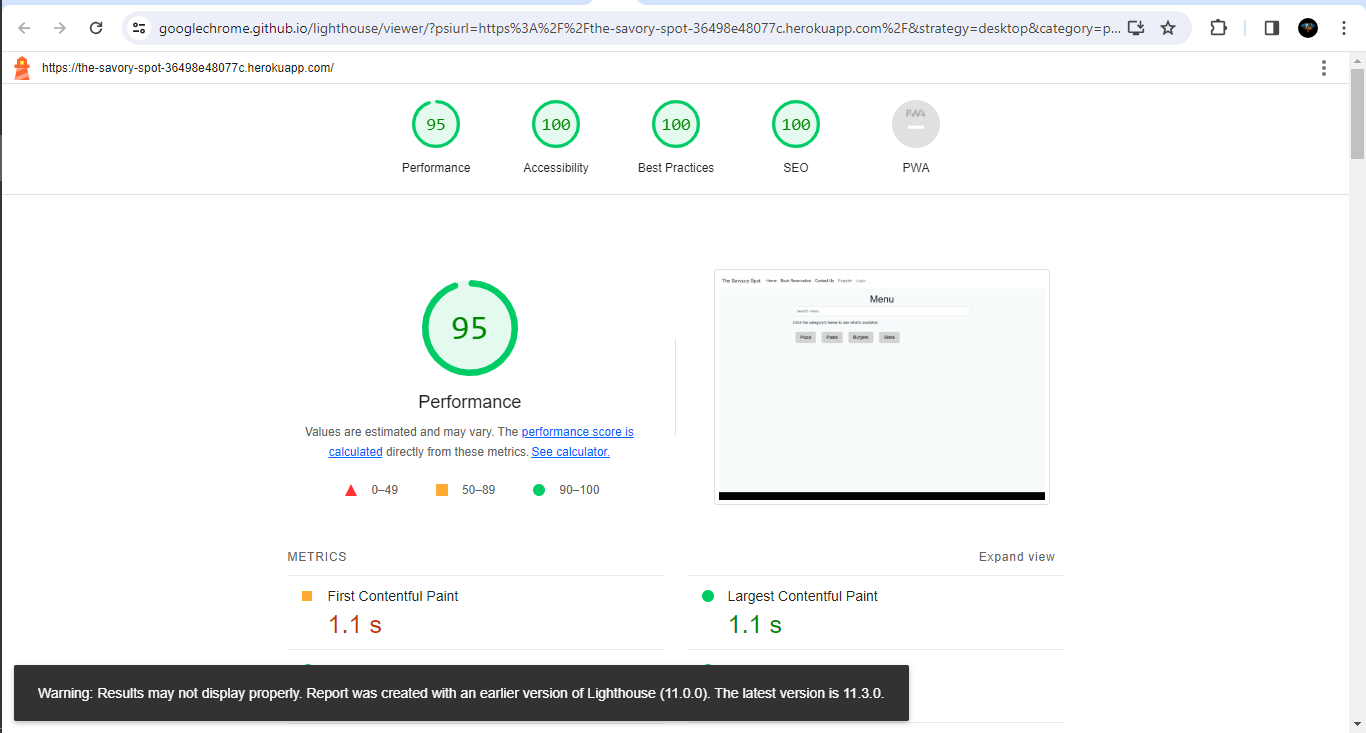 googlechrome.github.io/lighthouse/viewer/?psiurl=https%3A%2F%2Fthe-savory-spot-36498e48077c.herokuapp.com%2F&strategy=desktop&category=p...
https://the-savory-spot-36498e48077c.herokuapp.com/
95 100 100 100 PWA
Performance Accessibility Best Practices SEO PWA
The Savoury Spot Home Book Reservation Contact Us Register Login
Menu
Search menu
Click the category's below to see what's available
Pizza Pasta Burgers Sides
95
Performance
Values are estimated and may vary. The performance score is
calculated directly from these metrics. See calculator.
0–49 50–89 90–100
METRICS Expand view
First Contentful Paint Largest Contentful Paint
1.1 s 1.1 s
Warning: Results may not display properly. Report was created with an earlier version of Lighthouse (11.0.0). The latest version is 11.3.0.